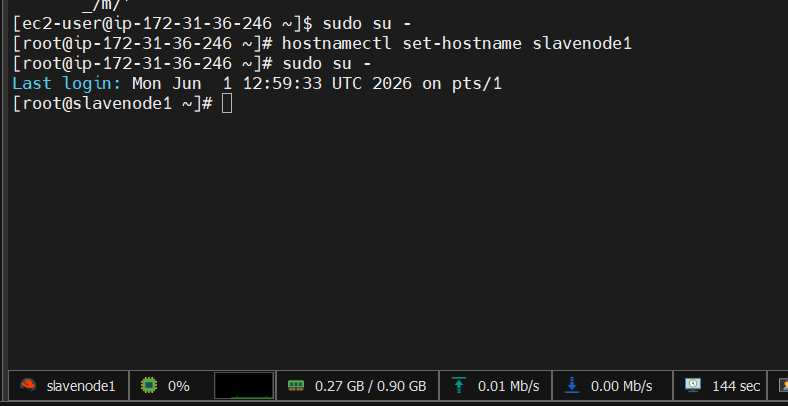 _/m/'
[ec2-user@ip-172-31-36-246 ~]$ sudo su -
[root@ip-172-31-36-246 ~]# hostnamectl set-hostname slavenode1
[root@ip-172-31-36-246 ~]# sudo su -
Last login: Mon Jun  1 12:59:33 UTC 2026 on pts/1
[root@slavenode1 ~]#
slavenode1 0% 0.27 GB / 0.90 GB 0.01 Mb/s 0.00 Mb/s 144 sec